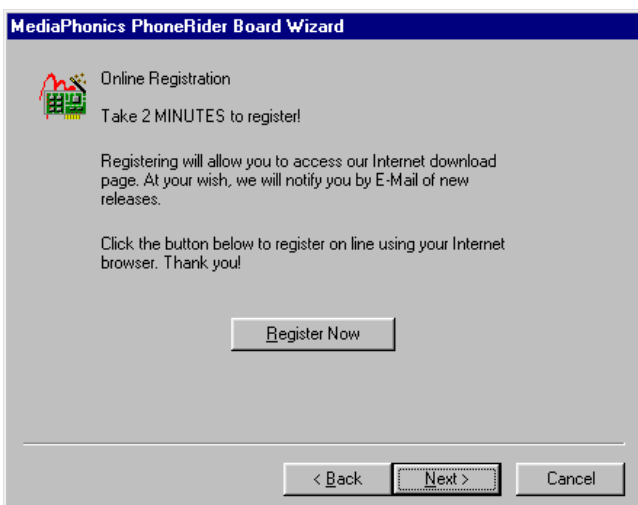 MediaPhonics PhoneRider Board Wizard
Online Registration
Take 2 MINUTES to register!
Registering will allow you to access our Internet download
page. At your wish, we will notify you by E-Mail of new
releases.
Click the button below to register on line using your Internet
browser. Thank you!
Register Now
< Back
Next >
Cancel